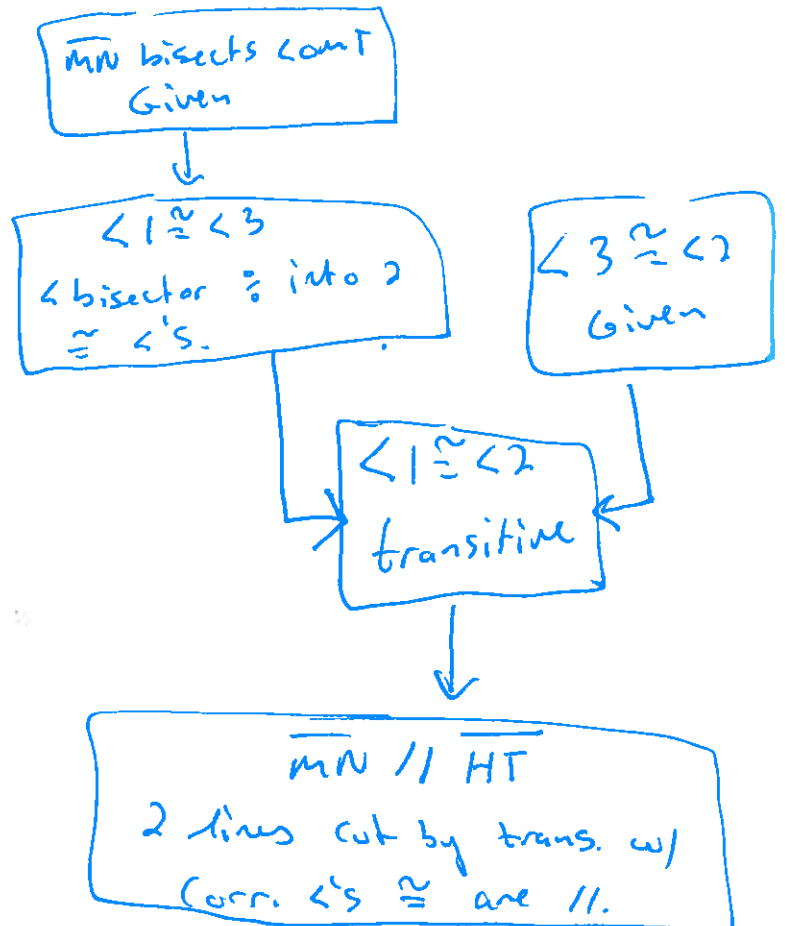 MN bisects <OMT
Given
<1 ≅ <3
< bisector ÷ into 2
≅ <'s.
<3 ≅ <2
Given
<1 ≅ <2
transitive
MN // HT
2 lines cut by trans. w/
Corr. <'s ≅ are //.